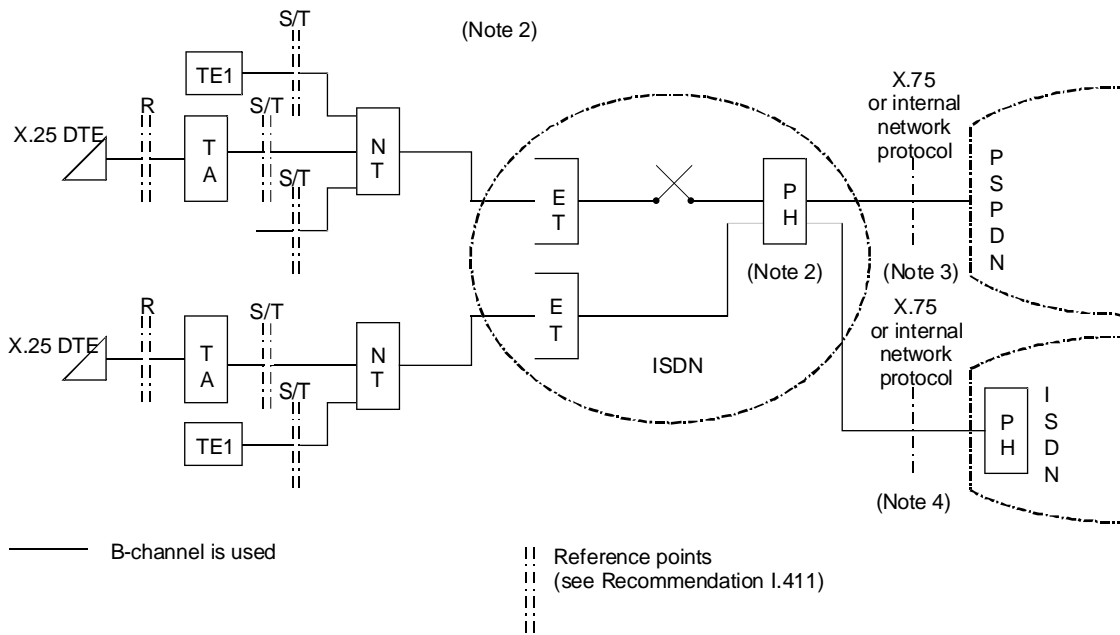 S/T
(Note 2)
TE1
R
S/T
X.25 DTE
T
A
N
T
S/T
E
T
P
H
(Note 2)
X.75
or internal
network
protocol
(Note 3)
P
S
P
D
N
R
S/T
X.25 DTE
T
A
N
T
S/T
TE1
E
T
ISDN
X.75
or internal
network
protocol
(Note 4)
P
H
I
S
D
N
B-channel is used
Reference points
(see Recommendation I.411)